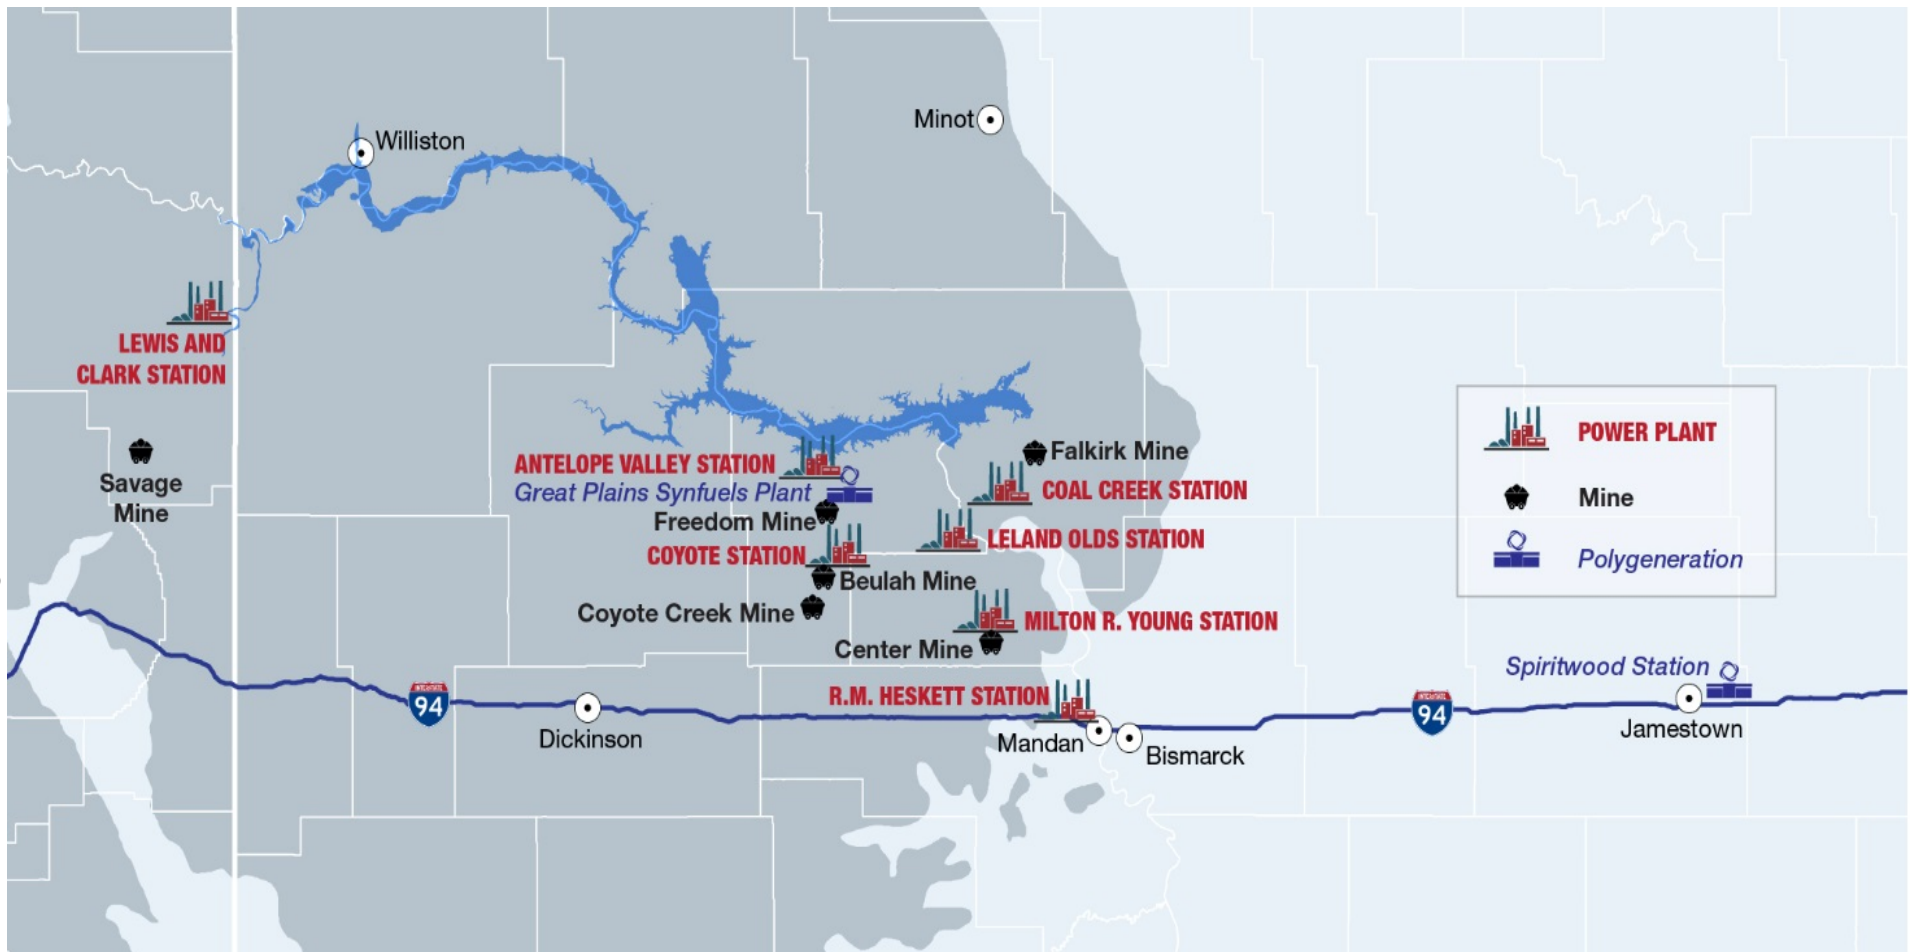 Minot
Williston
LEWIS AND
CLARK STATION
Savage
Mine
ANTELOPE VALLEY STATION
Great Plains Synfuels Plant
Freedom Mine
COYOTE STATION
Beulah Mine
Coyote Creek Mine
Falkirk Mine
COAL CREEK STATION
LELAND OLDS STATION
MILTON R. YOUNG STATION
Center Mine
R.M. HESKETT STATION
POWER PLANT
Mine
Polygeneration
Spiritwood Station
INTERSTATE
94
INTERSTATE
94
Dickinson
Mandan
Bismarck
Jamestown